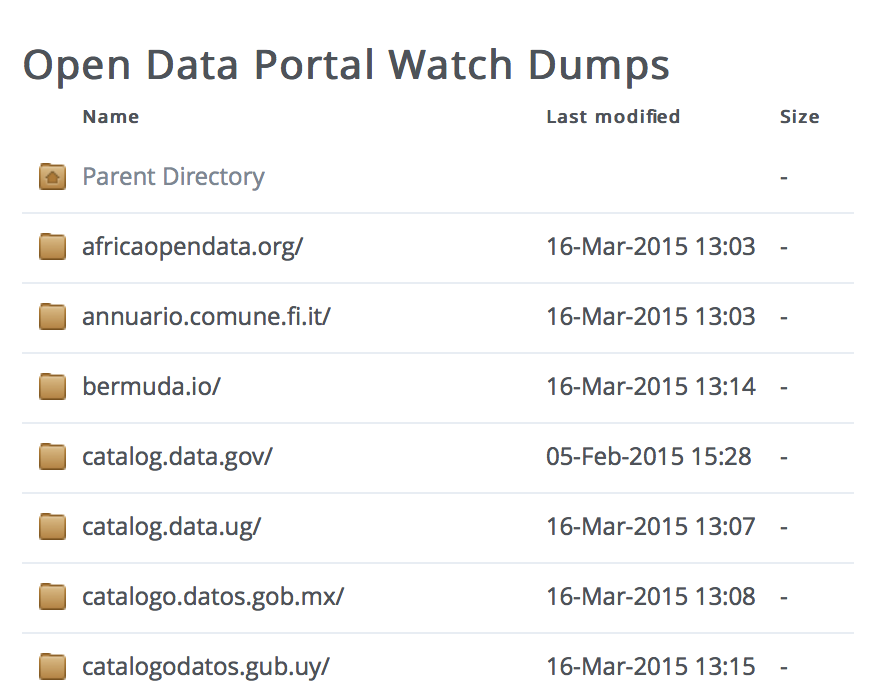 Open Data Portal Watch Dumps
Name Last modified Size
Parent Directory -
africaopendata.org/ 16-Mar-2015 13:03 -
annuario.comune.fi.it/ 16-Mar-2015 13:03 -
bermuda.io/ 16-Mar-2015 13:14 -
catalog.data.gov/ 05-Feb-2015 15:28 -
catalog.data.ug/ 16-Mar-2015 13:07 -
catalogo.datos.gob.mx/ 16-Mar-2015 13:08 -
catalogodatos.gub.uy/ 16-Mar-2015 13:15 -